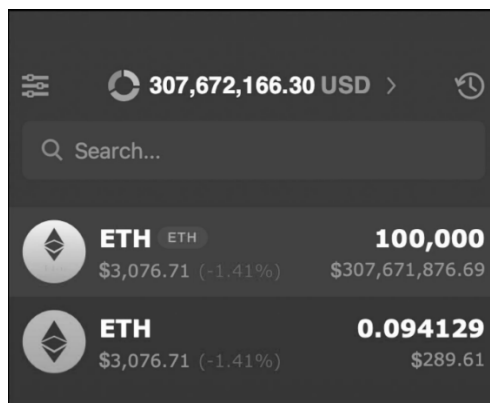 307,672,166.30 USD >
Search...
ETH ETH 100,000
$3,076.71 (-1.41%) $307,671,876.69
ETH 0.094129
$3,076.71 (-1.41%) $289.61